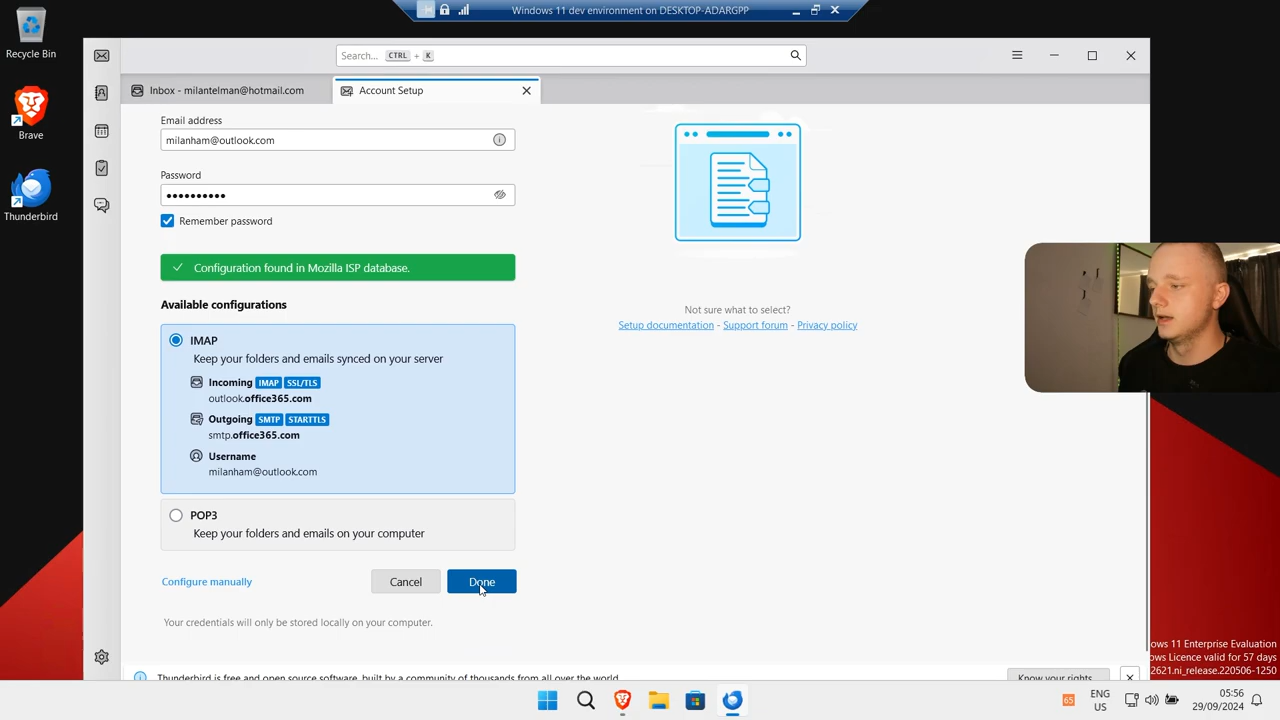 Windows 11 dev environment on DESKTOP-ADARGPP
Recycle Bin
Brave
Thunderbird
Search... CTRL + K
Inbox - milantelman@hotmail.com
Account Setup
Email address
milanham@outlook.com
Password
••••••••••
Remember password
Configuration found in Mozilla ISP database.
Available configurations
IMAP
Keep your folders and emails synced on your server
Incoming IMAP SSL/TLS
outlook.office365.com
Outgoing SMTP STARTTLS
smtp.office365.com
Username
milanham@outlook.com
POP3
Keep your folders and emails on your computer
Configure manually
Cancel
Done
Your credentials will only be stored locally on your computer.
Not sure what to select?
Setup documentation - Support forum - Privacy policy
Thunderbird is free and open source software, built by a community of thousands from all over the world.
Know your rights...
ows 11 Enterprise Evaluation
ows Licence valid for 57 days
2621.ni_release.220506-1250
65
ENG
US
05:56
29/09/2024